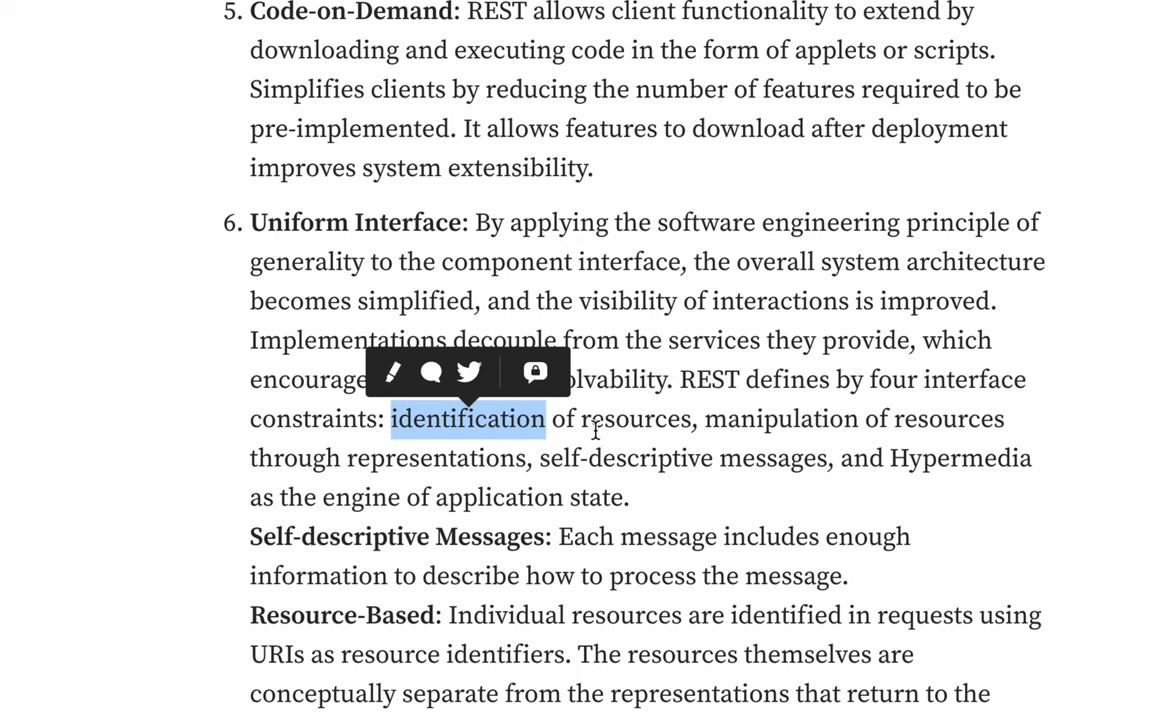 5. Code-on-Demand: REST allows client functionality to extend by
downloading and executing code in the form of applets or scripts.
Simplifies clients by reducing the number of features required to be
pre-implemented. It allows features to download after deployment
improves system extensibility.
6. Uniform Interface: By applying the software engineering principle of
generality to the component interface, the overall system architecture
becomes simplified, and the visibility of interactions is improved.
Implementations decouple from the services they provide, which
encourage olvability. REST defines by four interface
constraints: identification of resources, manipulation of resources
through representations, self-descriptive messages, and Hypermedia
as the engine of application state.
Self-descriptive Messages: Each message includes enough
information to describe how to process the message.
Resource-Based: Individual resources are identified in requests using
URIs as resource identifiers. The resources themselves are
conceptually separate from the representations that return to the